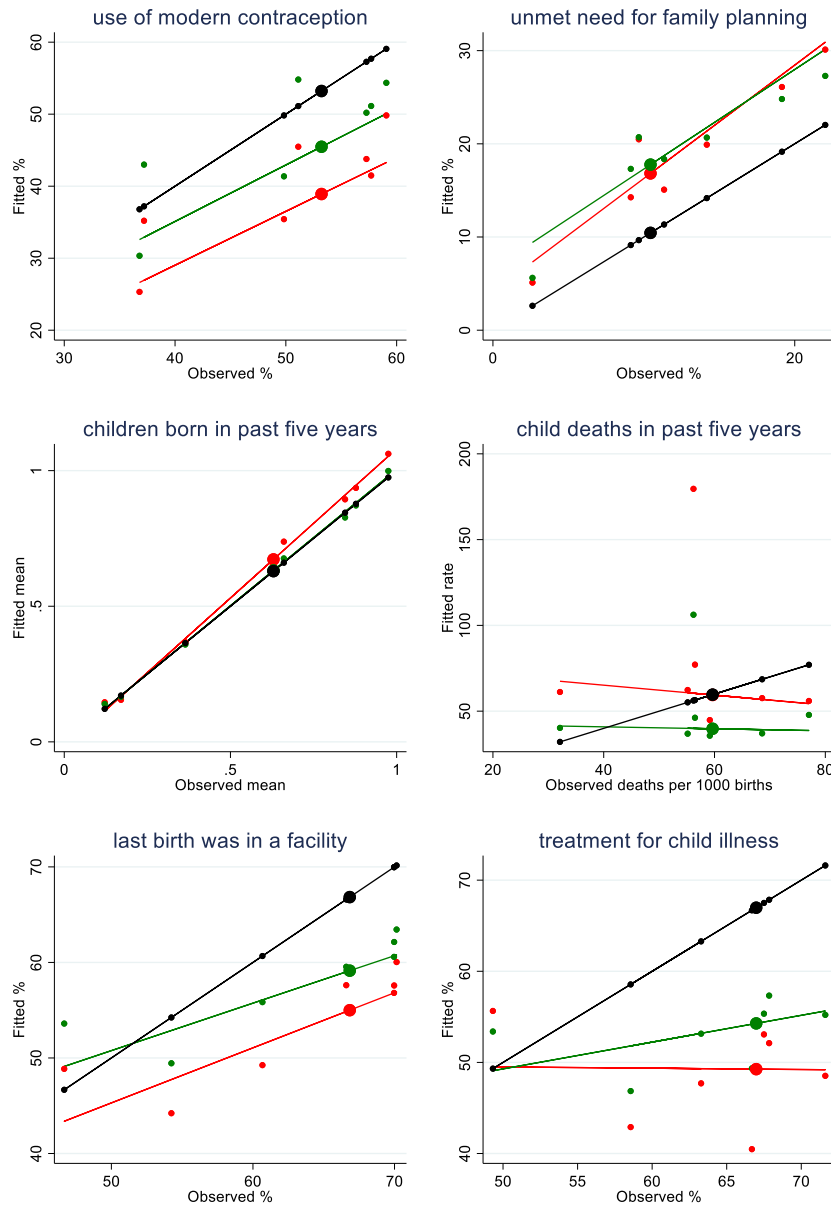 use of modern contraception
60
50
40
30
20
Fitted %
30 40 50 60
Observed %
unmet need for family planning
30
20
10
0
Fitted %
0 20
Observed %
children born in past five years
1
.5
0
Fitted mean
0 .5 1
Observed mean
child deaths in past five years
200
150
100
50
Fitted rate
20 40 60 80
Observed deaths per 1000 births
last birth was in a facility
70
60
50
40
Fitted %
50 60 70
Observed %
treatment for child illness
70
60
50
40
Fitted %
50 55 60 65 70
Observed %